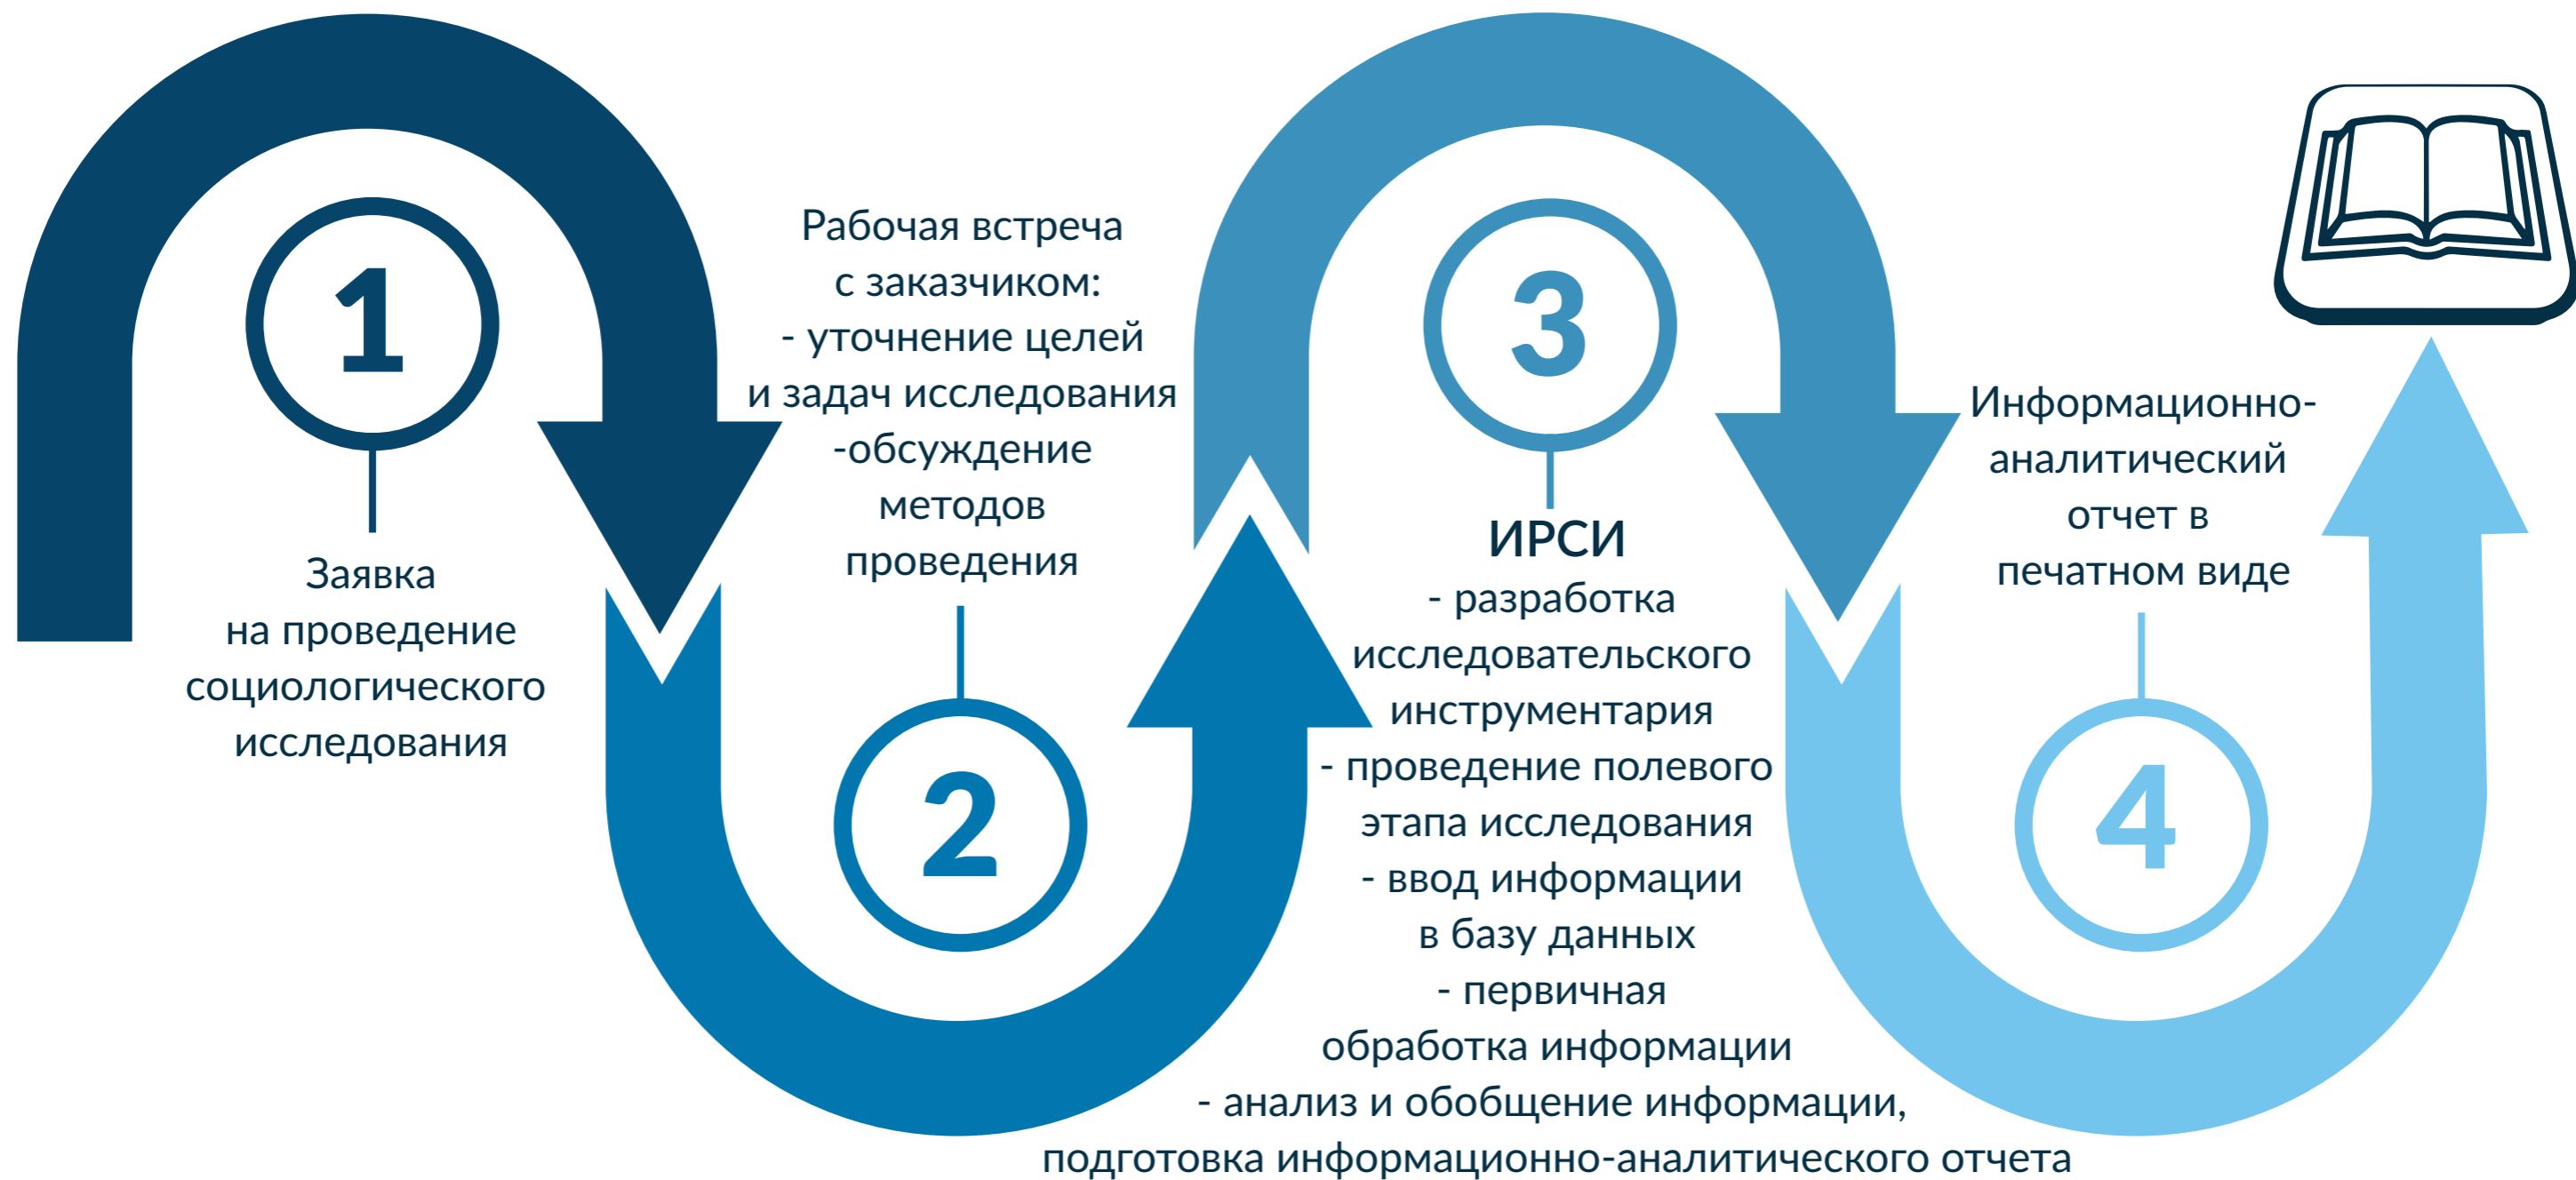 1
Заявка
на проведение
социологического
исследования
Рабочая встреча
с заказчиком:
- уточнение целей
и задач исследования
-обсуждение
методов
проведения
2
3
ИРСИ
- разработка
исследовательского
инструментария
- проведение полевого
этапа исследования
- ввод информации
в базу данных
- первичная
обработка информации
- анализ и обобщение информации,
подготовка информационно-аналитического отчета
Информационно-
аналитический
отчет в
печатном виде
4